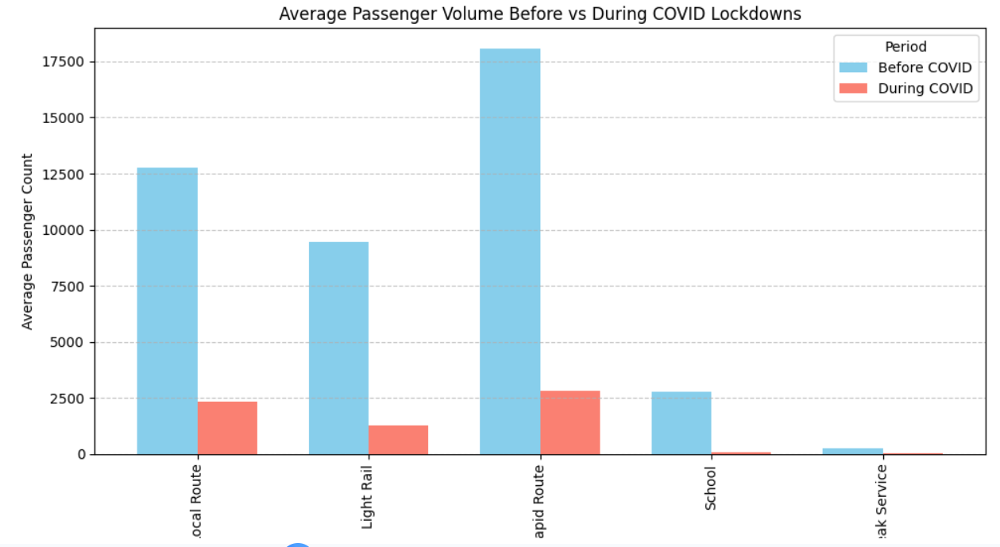 Average Passenger Volume Before vs During COVID Lockdowns
Period
Before COVID
During COVID
Average Passenger Count
17500
15000
12500
10000
7500
5000
2500
0
ocal Route
Light Rail
apid Route
School
eak Service